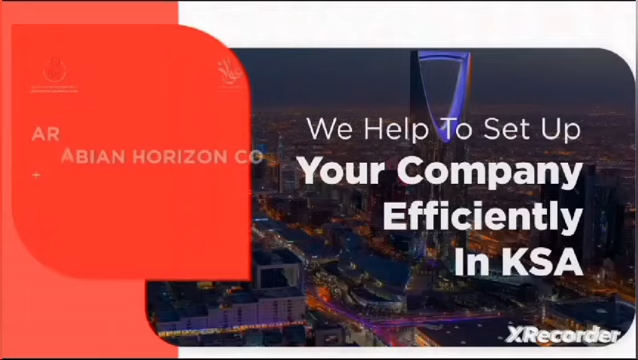 AR
ABIAN HORIZON CO
+
We Help To Set Up
Your Company
Efficiently
In KSA
XRecorder